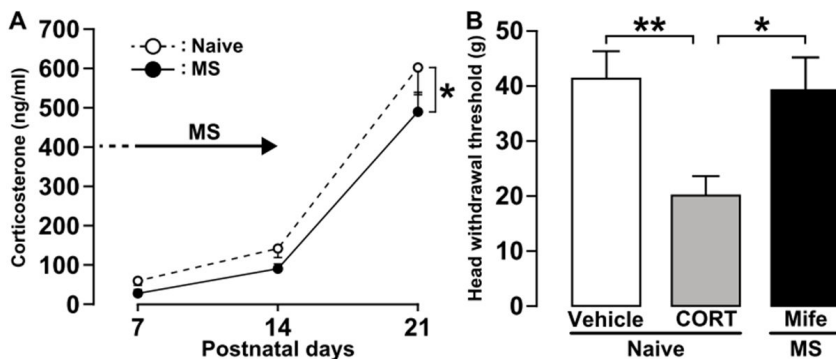 A
Corticosterone (ng/ml)
700
600
500
400
300
200
100
0
: Naive
: MS
MS
*
7 14 21
Postnatal days
B
Head withdrawal threshold (g)
50
40
30
20
10
0
** *
Vehicle CORT Mife
Naive MS